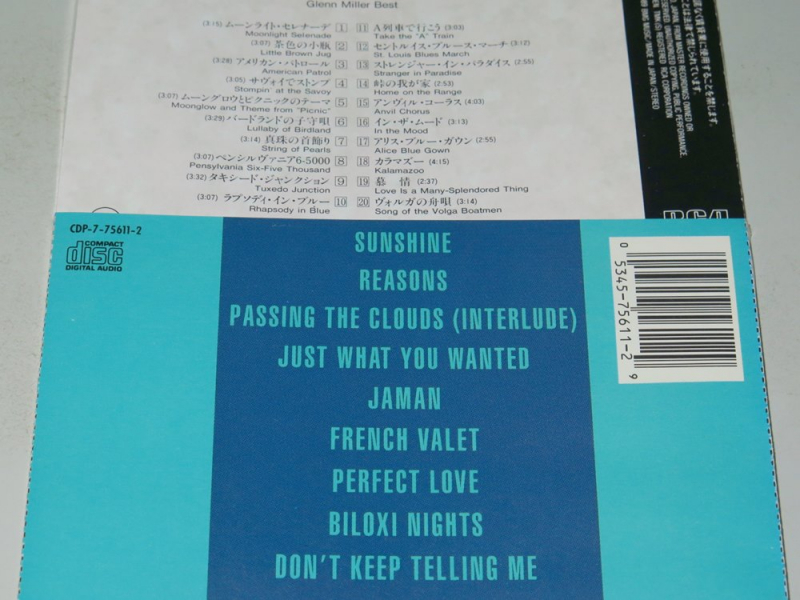 Glenn Miller Best
(3:15) ムーンライト・セレナーデ 1
Moonlight Selenade
(3:07) 茶色の小瓶 2
Little Brown Jug
(3:28) アメリカン・パトロール 3
American Patrol
(3:05) サヴォイでストンプ 4
Stompin' at the Savoy
(3:07) ムーングロウとピクニックのテーマ 5
Moonglow and Theme from "Picnic"
(3:29) バードランドの子守唄 6
Lullaby of Birdland
(3:14) 真珠の首飾り 7
String of Pearls
(3:07) ペンシルヴァニア6-5000 8
Pensylvania Six-Five Thousand
(3:32) タキシード・ジャンクション 9
Tuxedo Junction
(3:07) ラプソディ・イン・ブルー 10
Rhapsody in Blue
11 A列車で行こう (3:03)
Take the "A" Train
12 セントルイス・ブルース・マーチ (3:12)
St. Louis Blues March
13 ストレンジャー・イン・パラダイス (2:55)
Stranger in Paradise
14 峠の我が家 (2:53)
Home on the Range
15 アンヴィル・コーラス (4:03)
Anvil Chorus
16 イン・ザ・ムード (3:13)
In the Mood
17 アリス・ブルー・ガウン (2:55)
Alice Blue Gown
18 カラマズー (4:15)
Kalamazoo
19 慕情 (2:37)
Love Is a Many-Splendored Thing
20 ヴォルガの舟唄 (3:14)
Song of the Volga Boatmen
CDP-7-75611-2
COMPACT
disc
DIGITAL AUDIO
SUNSHINE
REASONS
PASSING THE CLOUDS (INTERLUDE)
JUST WHAT YOU WANTED
JAMAN
FRENCH VALET
PERFECT LOVE
BILOXI NIGHTS
DON'T KEEP TELLING ME
0 5345-75611-2 9